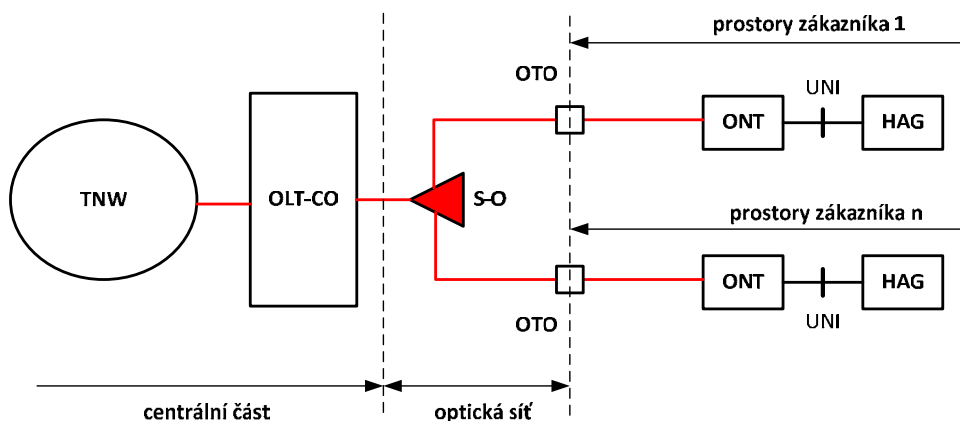 prostory zákazníka 1
OTO
UNI
ONT
HAG
TNW
OLT-CO
S-O
prostory zákazníka n
ONT
HAG
OTO
UNI
centrální část
optická síť